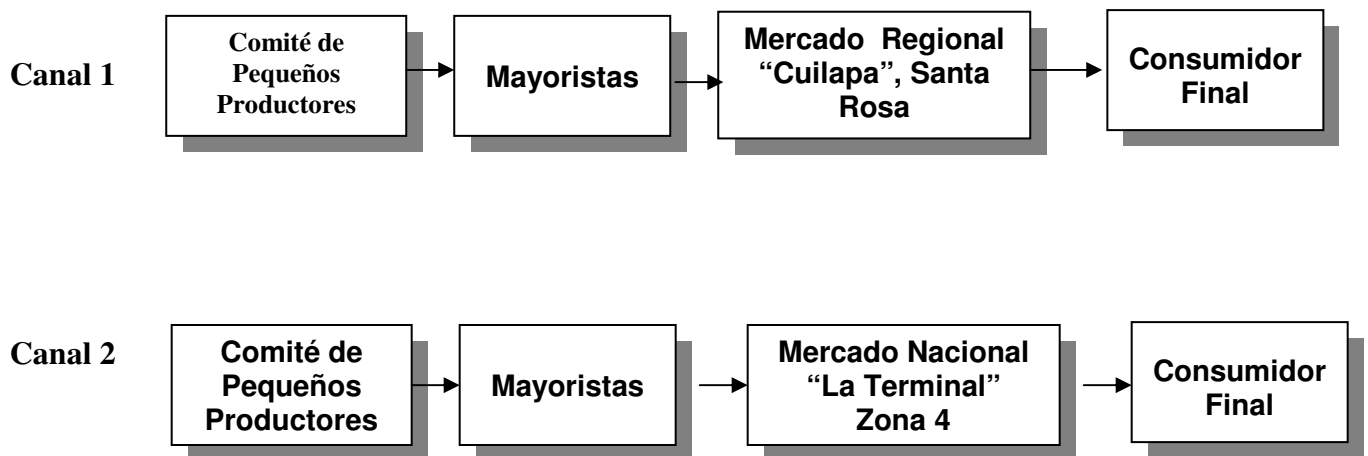 Canal 1
Comité de
Pequeños
Productores
Mayoristas
Mercado Regional
“Cuilapa”, Santa
Rosa
Consumidor
Final
Canal 2
Comité de
Pequeños
Productores
Mayoristas
Mercado Nacional
“La Terminal”
Zona 4
Consumidor
Final